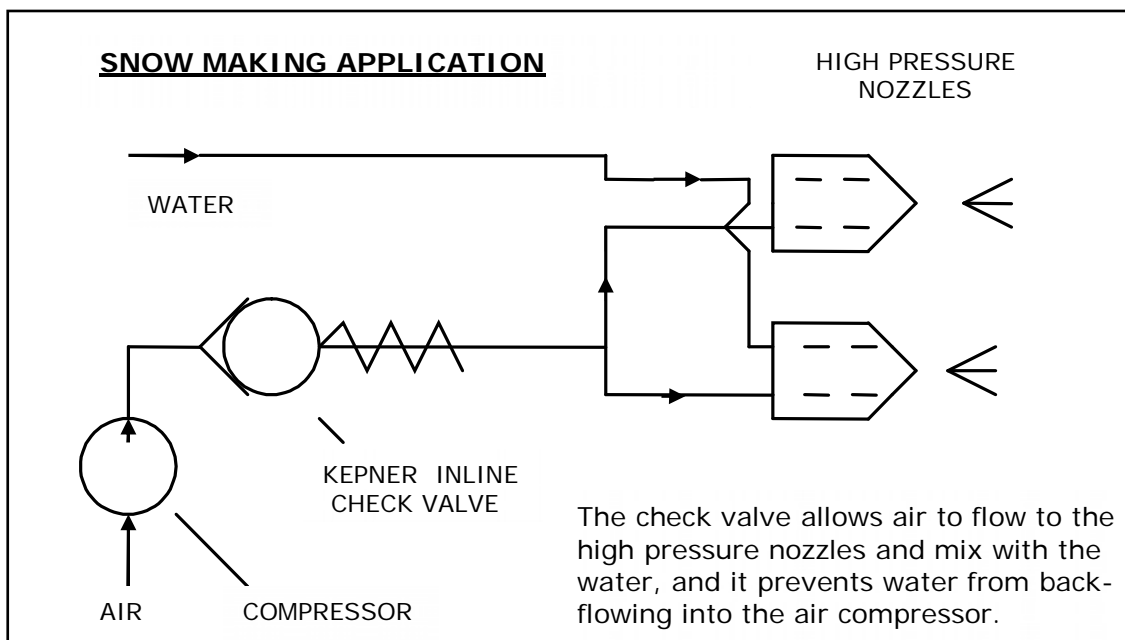 SNOW MAKING APPLICATION
HIGH PRESSURE
NOZZLES
WATER
KEPNER INLINE
CHECK VALVE
AIR
COMPRESSOR
The check valve allows air to flow to the
high pressure nozzles and mix with the
water, and it prevents water from back-
flowing into the air compressor.